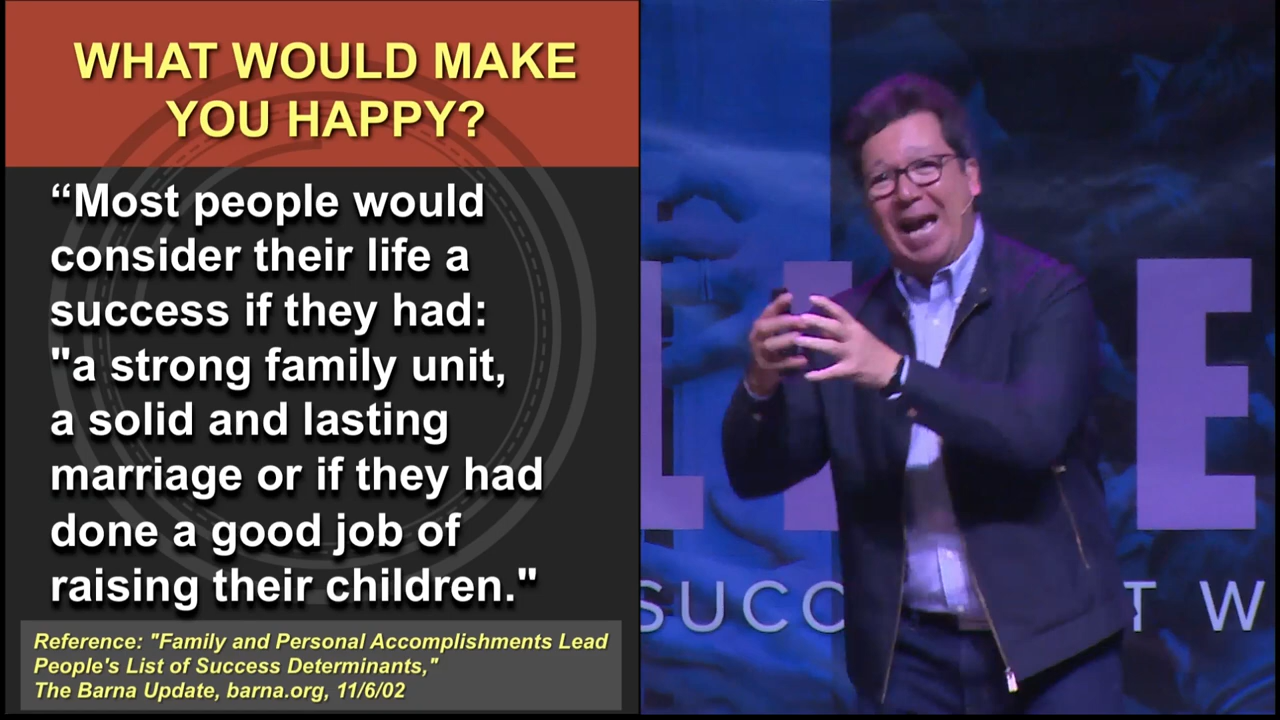 WHAT WOULD MAKE
YOU HAPPY?
“Most people would
consider their life a
success if they had:
"a strong family unit,
a solid and lasting
marriage or if they had
done a good job of
raising their children."
Reference: "Family and Personal Accomplishments Lead
People's List of Success Determinants,"
The Barna Update, barna.org, 11/6/02